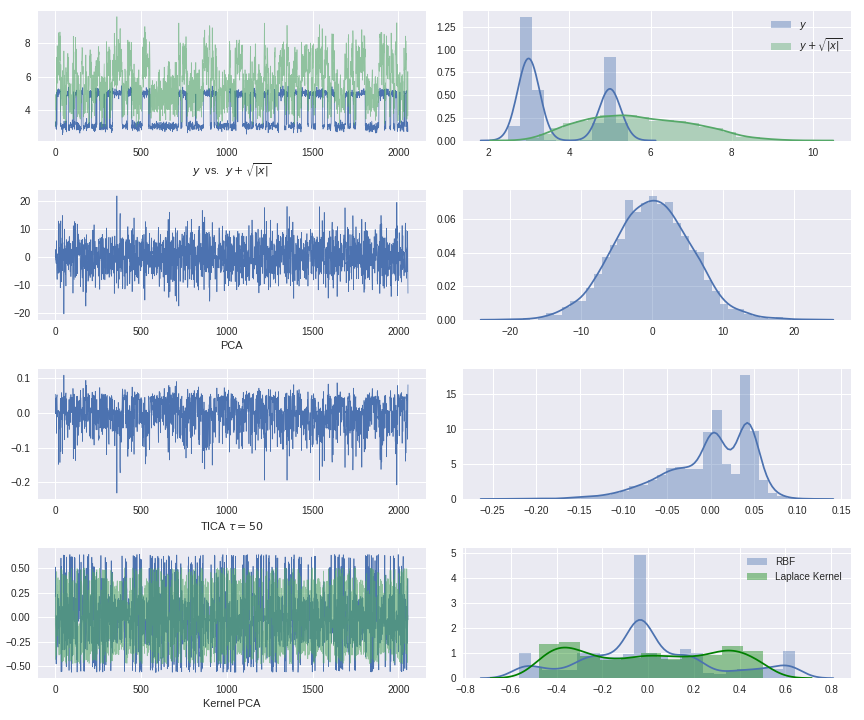 8
6
4
0 500 1000 1500 2000
y vs. y + √|x|
1.25
1.00
0.75
0.50
0.25
0.00
2 4 6 8 10
y
y + √|x|
20
10
0
−10
−20
0 500 1000 1500 2000
PCA
0.06
0.04
0.02
0.00
−20 −10 0 10 20
0.1
0.0
−0.1
−0.2
0 500 1000 1500 2000
TICA τ = 50
15
10
5
0
−0.25 −0.20 −0.15 −0.10 −0.05 0.00 0.05 0.10 0.15
0.50
0.25
0.00
−0.25
−0.50
0 500 1000 1500 2000
Kernel PCA
5
4
3
2
1
0
−0.8 −0.6 −0.4 −0.2 0.0 0.2 0.4 0.6 0.8
RBF
Laplace Kernel